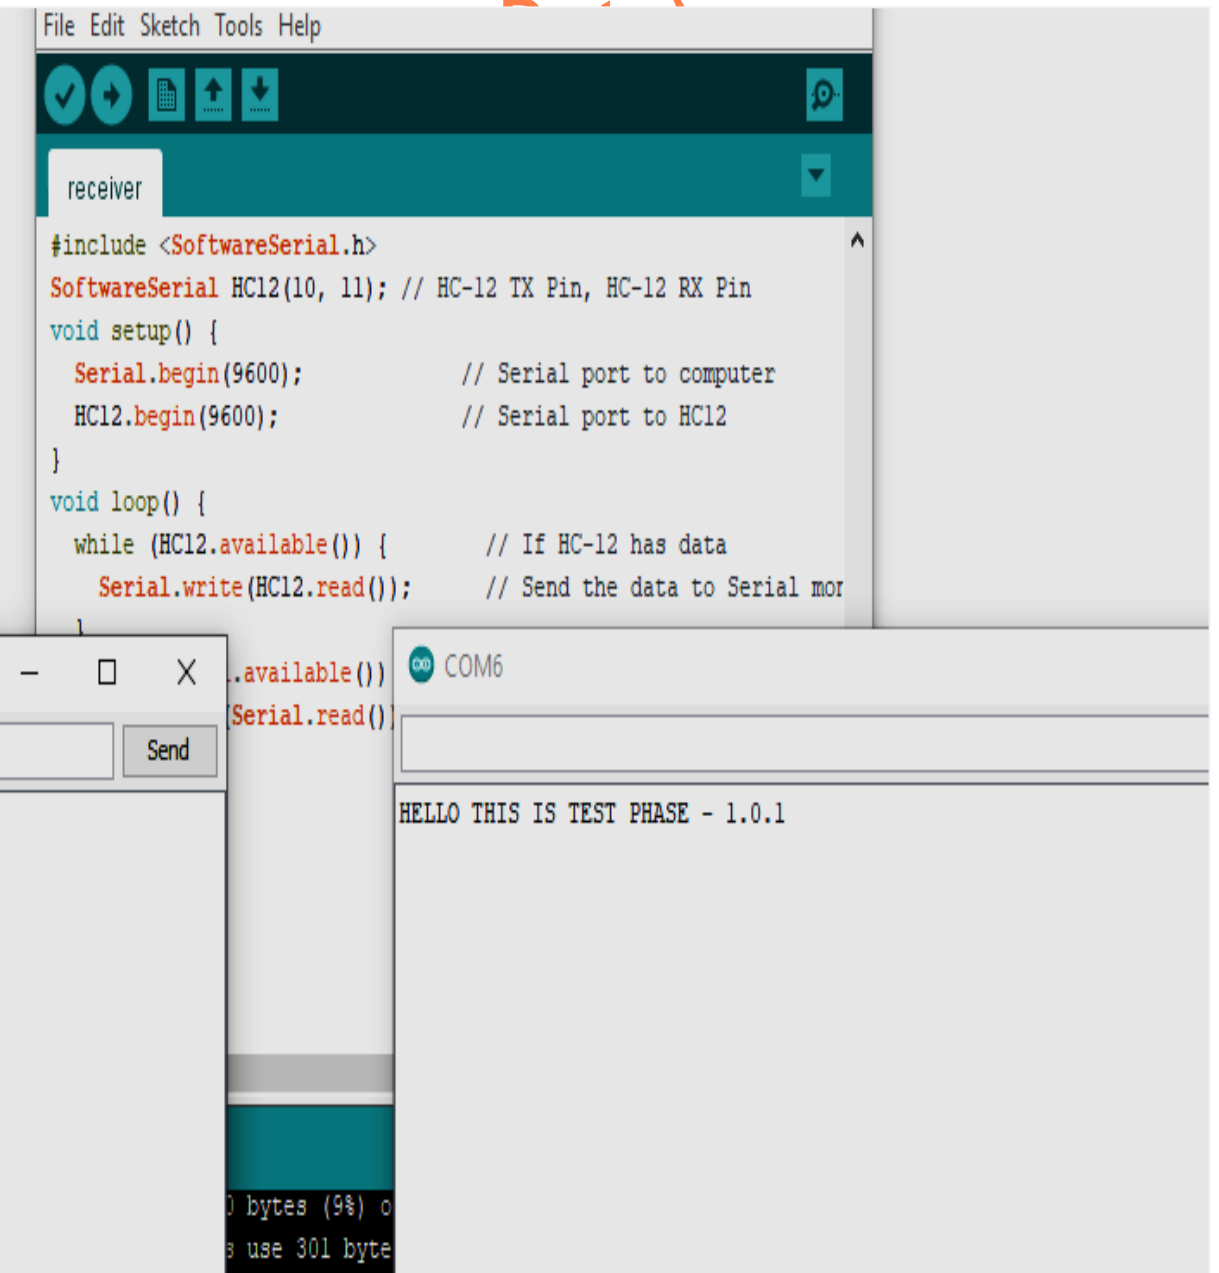 File Edit Sketch Tools Help
receiver
#include <SoftwareSerial.h>
SoftwareSerial HC12(10, 11); // HC-12 TX Pin, HC-12 RX Pin
void setup() {
  Serial.begin(9600);             // Serial port to computer
  HC12.begin(9600);               // Serial port to HC12
}
void loop() {
  while (HC12.available()) {        // If HC-12 has data
    Serial.write(HC12.read());      // Send the data to Serial
  }
.available())
(Serial.read())
Send
COM6
HELLO THIS IS TEST PHASE - 1.0.1
bytes (9%)
use 301